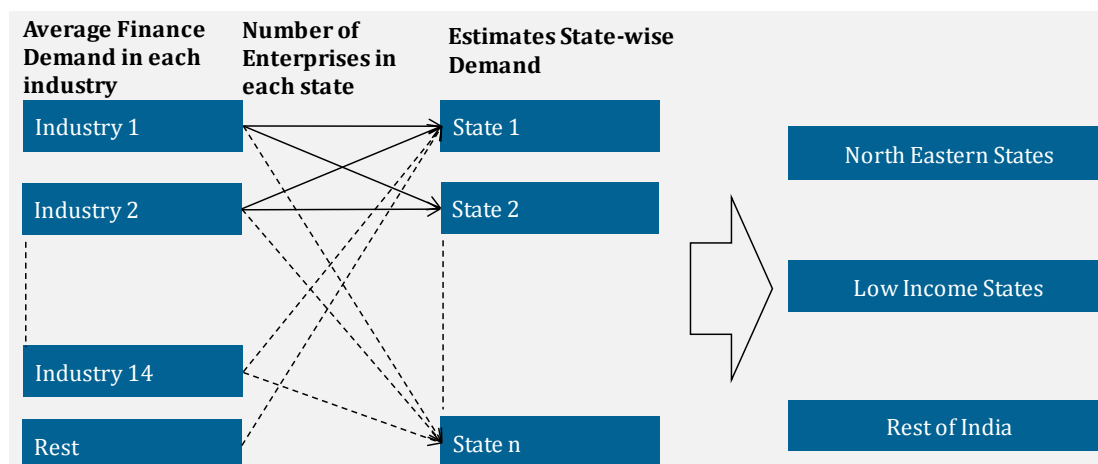 Average Finance
Demand in each
industry
Number of
Enterprises in
each state
Estimates State-wise
Demand
Industry 1
State 1
North Eastern States
Industry 2
State 2
Low Income States
Industry 14
Rest of India
Rest
State n